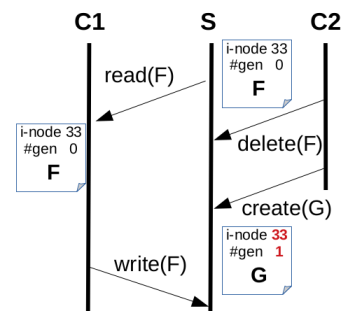 C1 S C2
i-node 33
#gen 0
F
read(F)
i-node 33
#gen 0
F
delete(F)
create(G)
i-node 33
#gen 1
G
write(F)